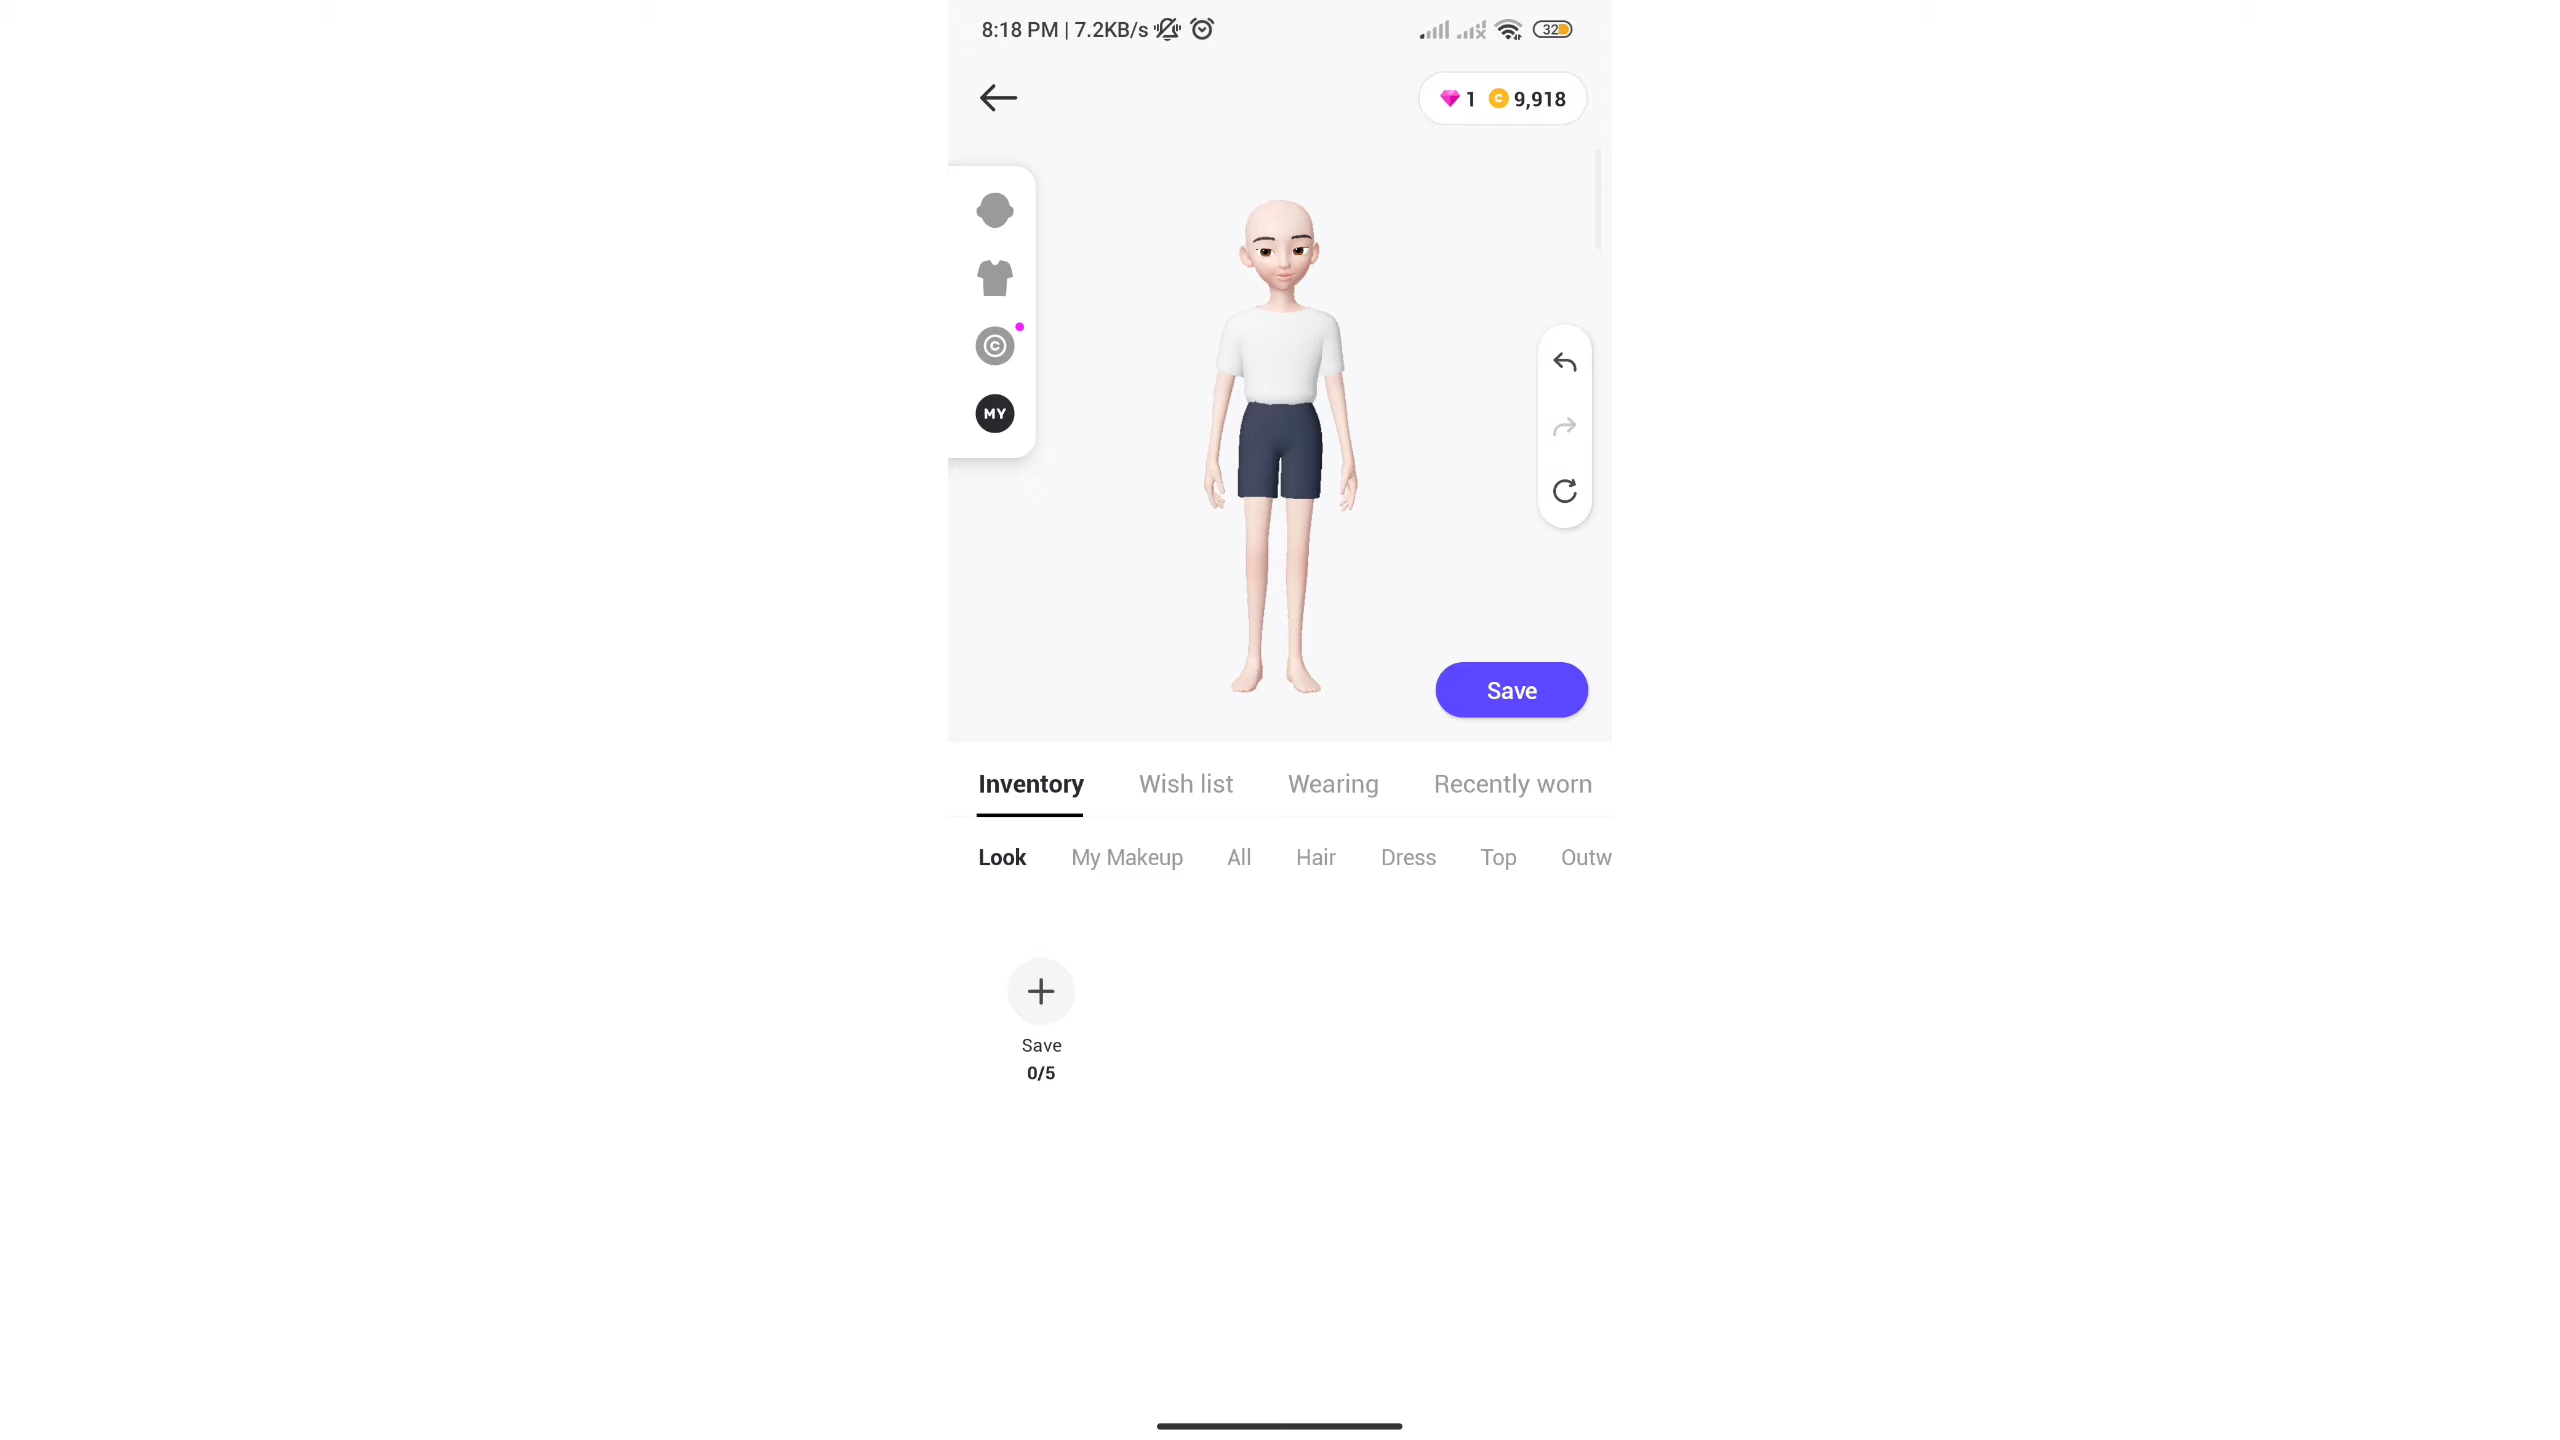 8:18 PM | 7.2KB/s 32
1 C 9,918
C
MY
Save
Inventory Wish list Wearing Recently worn
Look My Makeup All Hair Dress Top Outw
Save
0/5